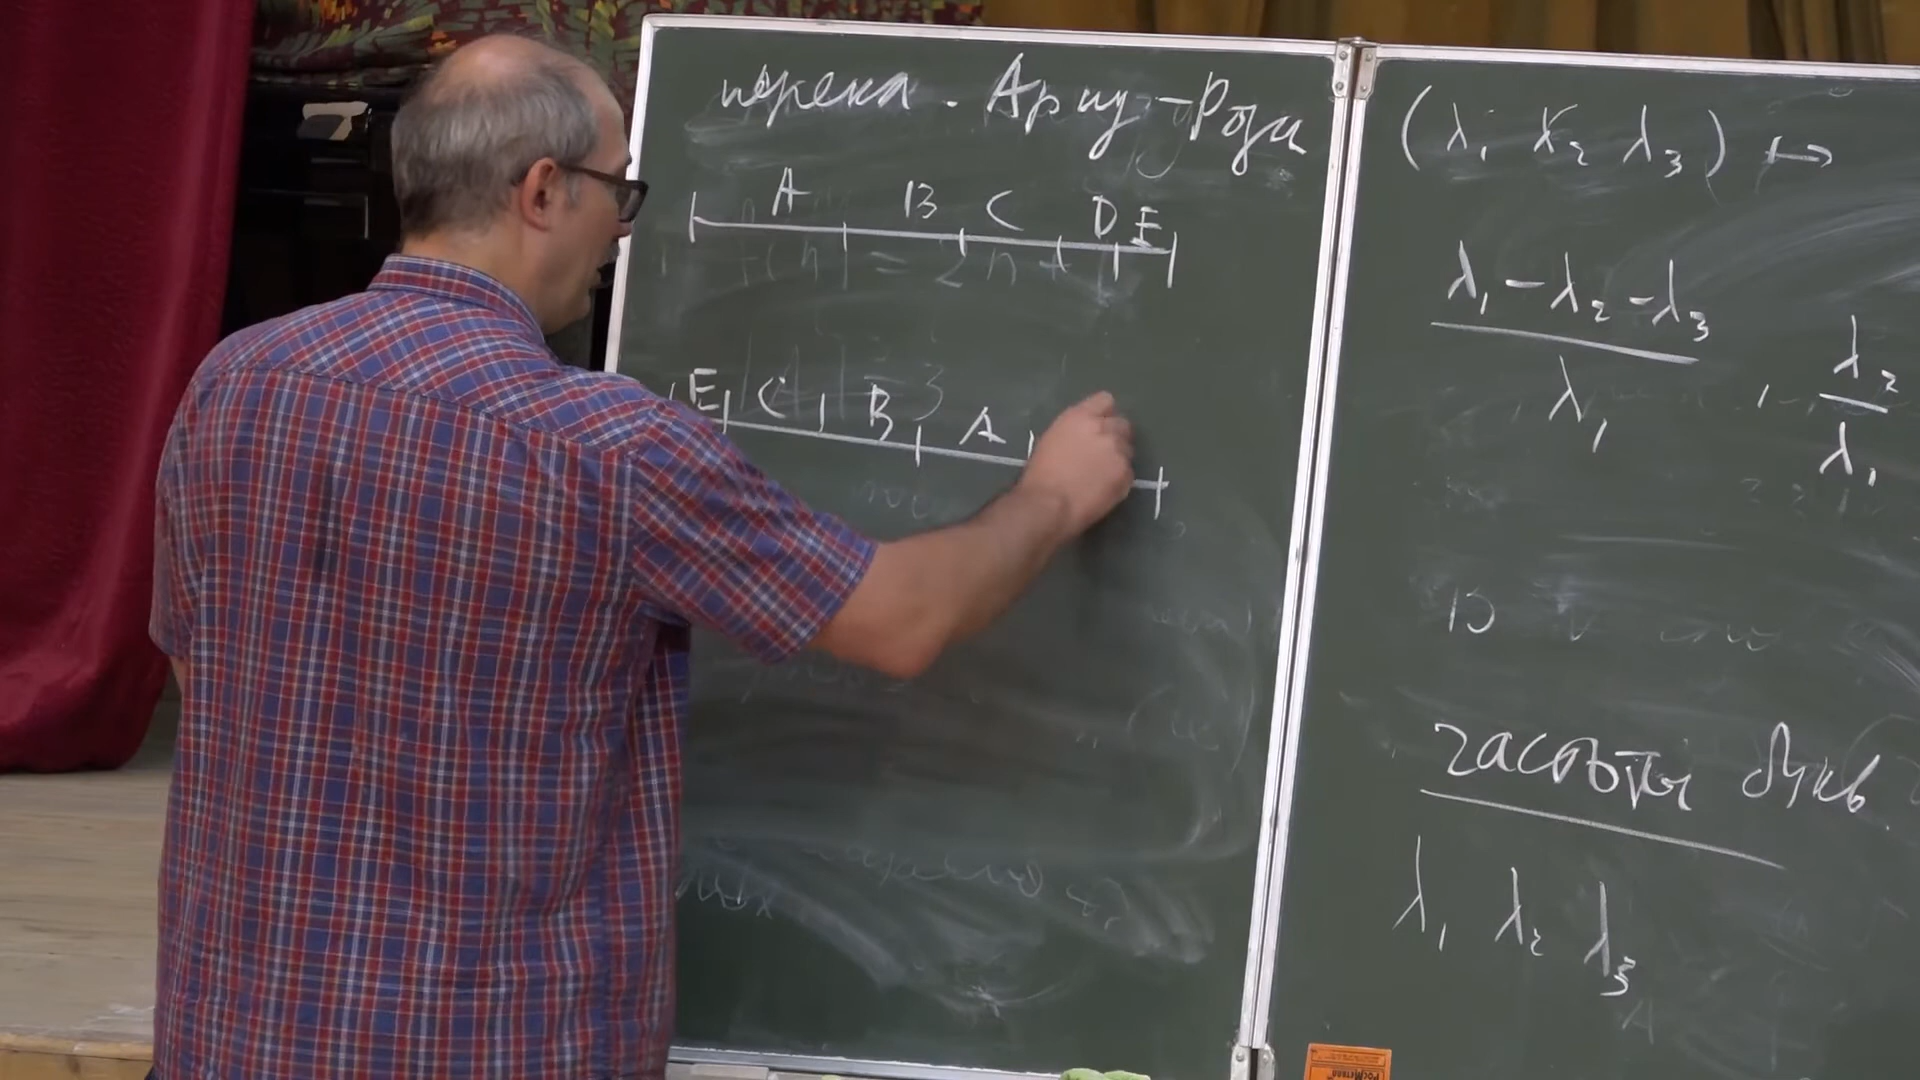 перекл. Арну-Рози
A B C D E
E C B A
(λ₁ λ₂ λ₃) ↦
λ₁ - λ₂ - λ₃
λ₁
λ₂
λ₁
частоты букв
λ₁ λ₂ λ₃